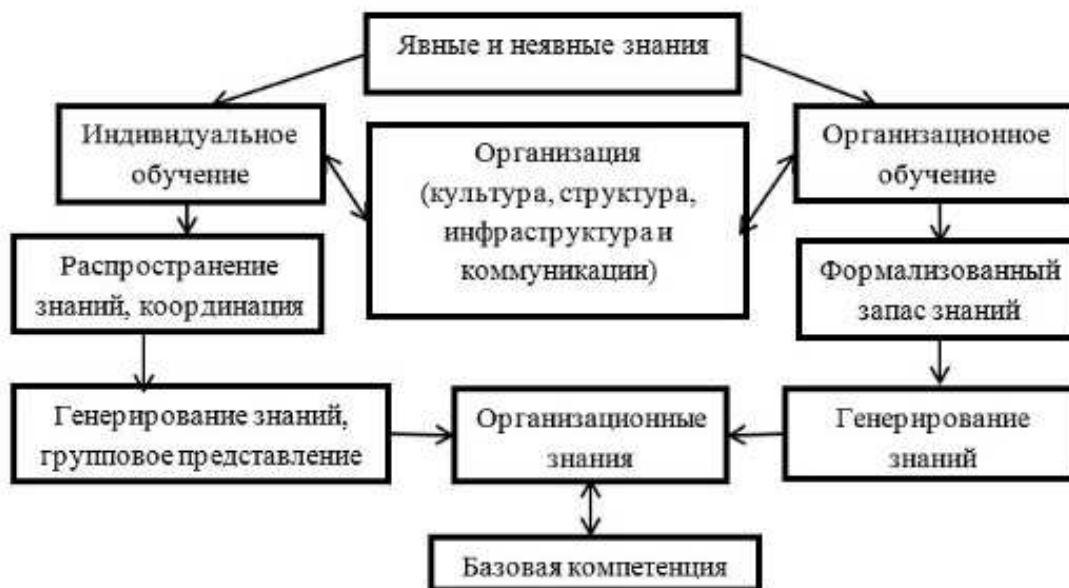 Явные и неявные знания
Индивидуальное
обучение
Организация
(культура, структура,
инфраструктура и
коммуникации)
Организационное
обучение
Распространение
знаний, координация
Формализованный
запас знаний
Генерирование знаний,
групповое представление
Организационные
знания
Генерирование
знаний
Базовая компетенция